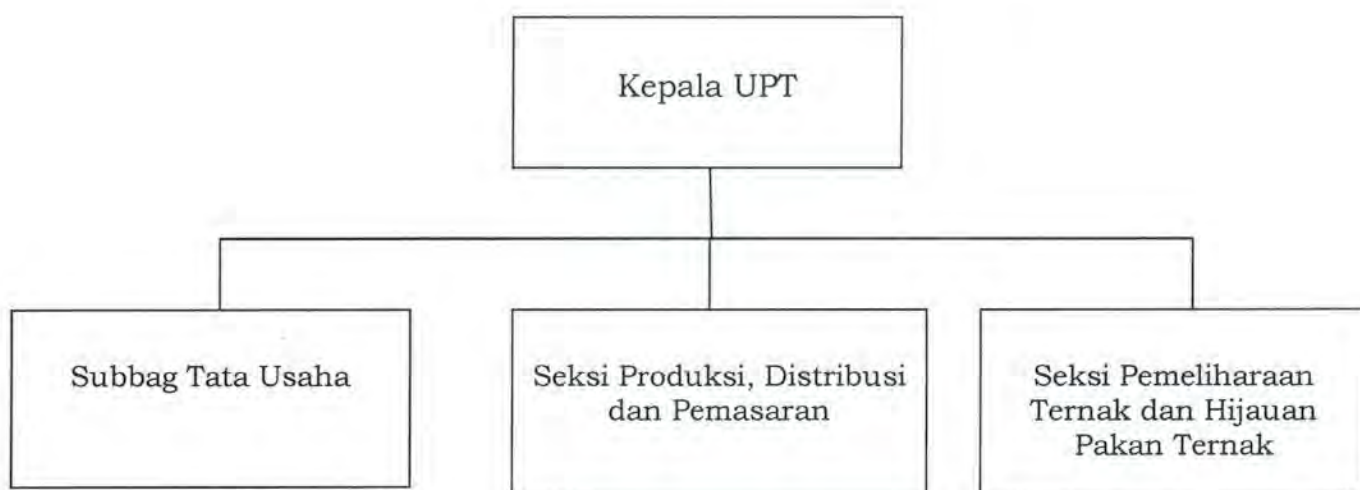 Kepala UPT
Subbag Tata Usaha
Seksi Produksi, Distribusi
dan Pemasaran
Seksi Pemeliharaan
Ternak dan Hijauan
Pakan Ternak